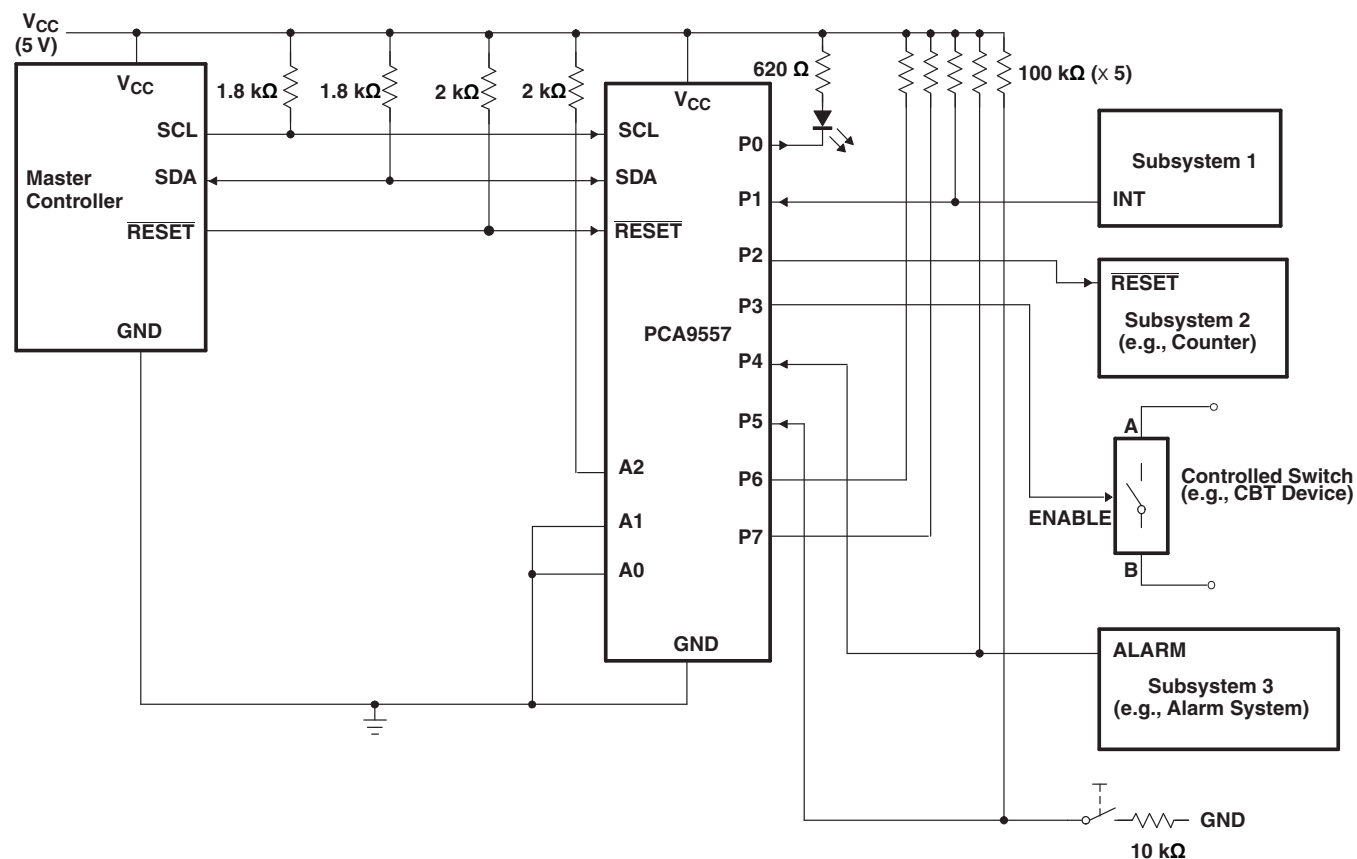 VCC
(5 V)
VCC
SCL
SDA
Master
Controller
RESET
GND
1.8 kΩ
1.8 kΩ
2 kΩ
2 kΩ
VCC
SCL
SDA
RESET
PCA9557
A2
A1
A0
GND
P0
P1
P2
P3
P4
P5
P6
P7
620 Ω
100 kΩ (× 5)
Subsystem 1
INT
RESET
Subsystem 2
(e.g., Counter)
A
Controlled Switch
(e.g., CBT Device)
ENABLE
B
ALARM
Subsystem 3
(e.g., Alarm System)
GND
10 kΩ